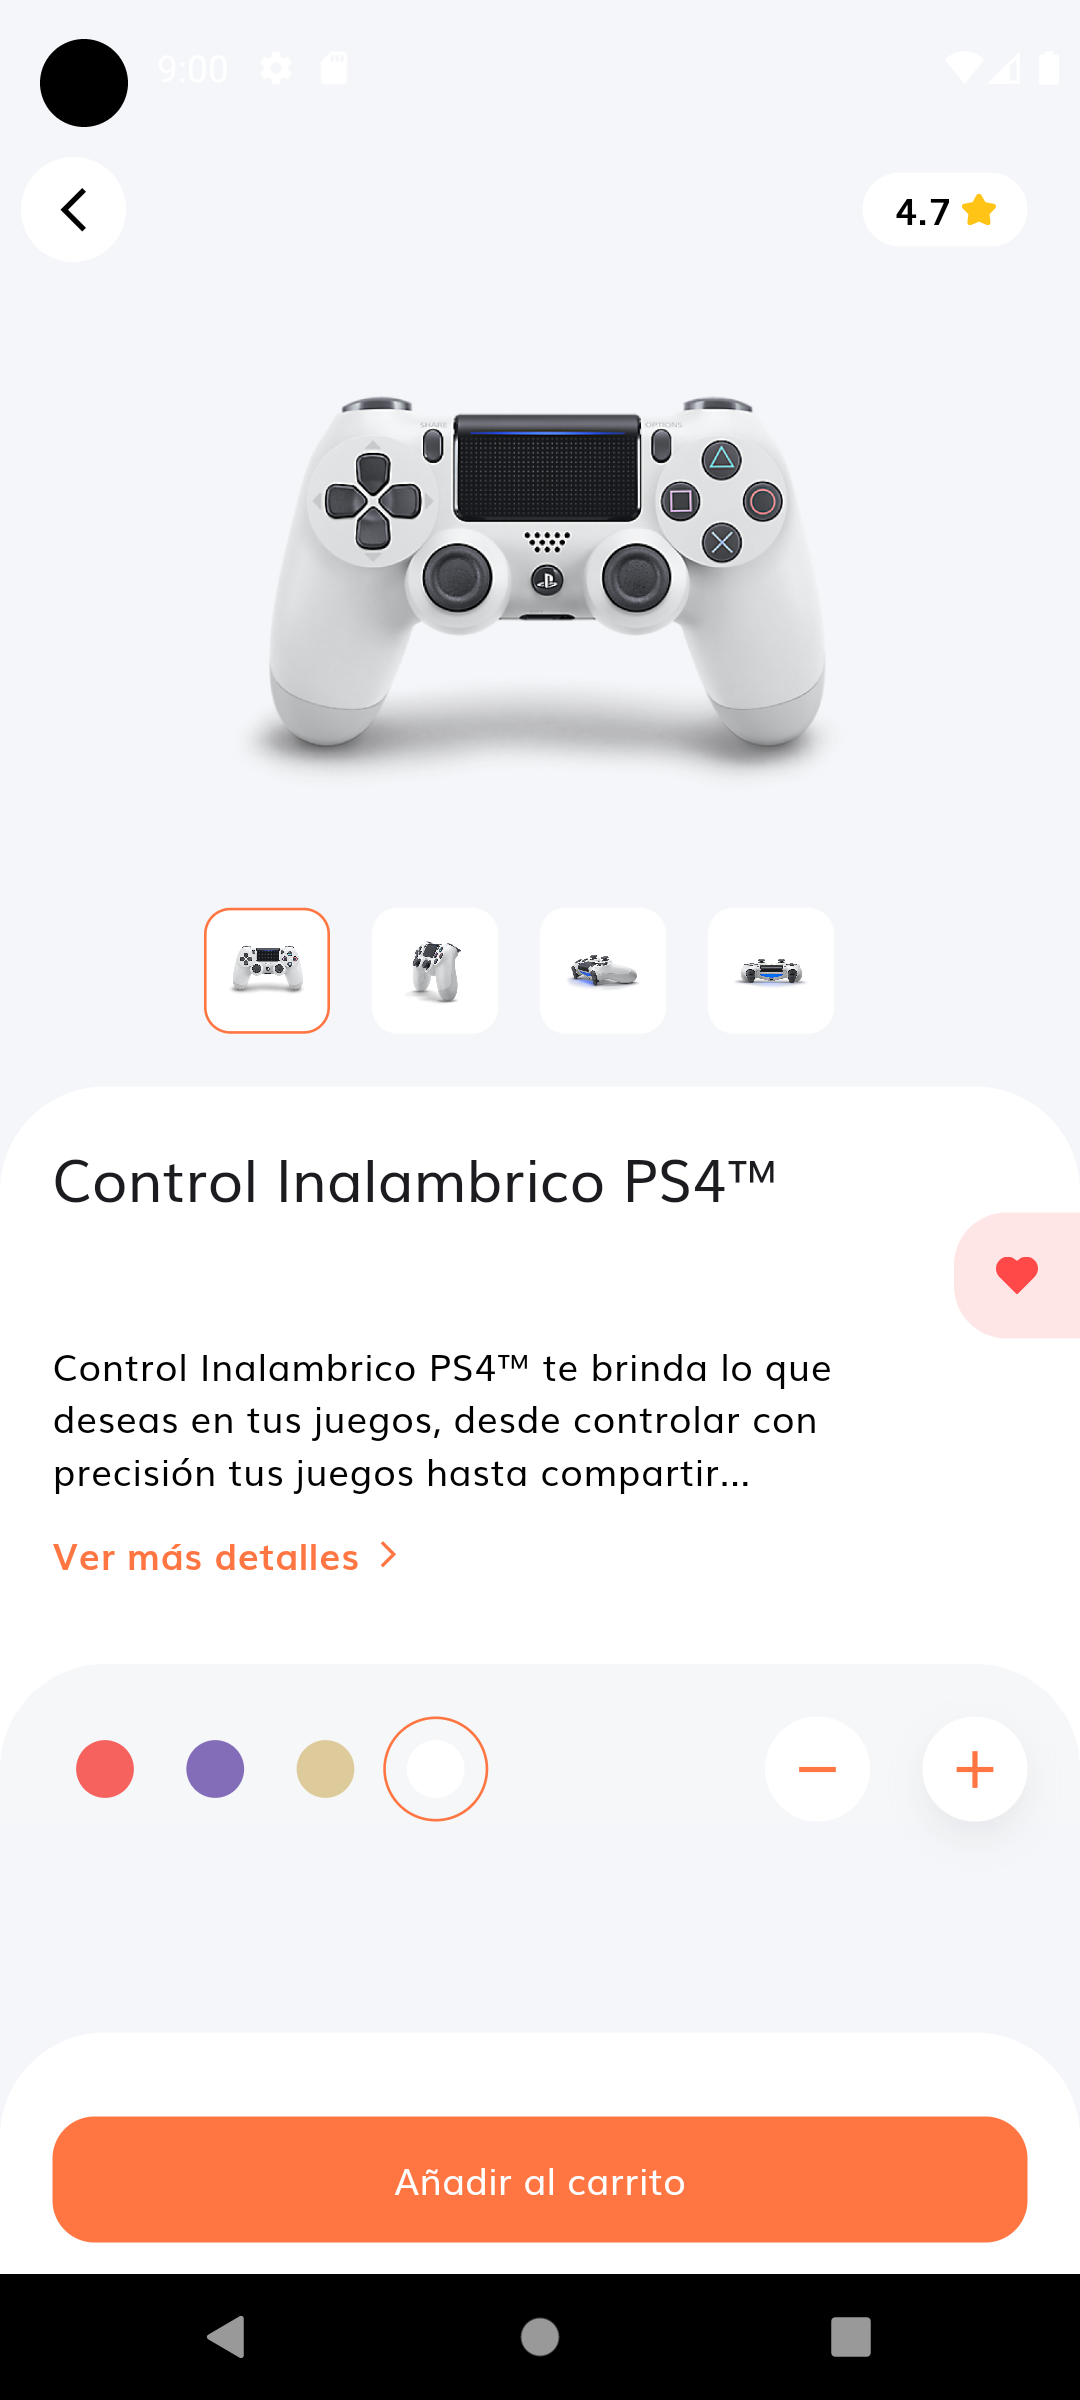 9:00
4.7
SHARE
OPTIONS
Control Inalambrico PS4™
Control Inalambrico PS4™ te brinda lo que
deseas en tus juegos, desde controlar con
precisión tus juegos hasta compartir...
Ver más detalles
Añadir al carrito